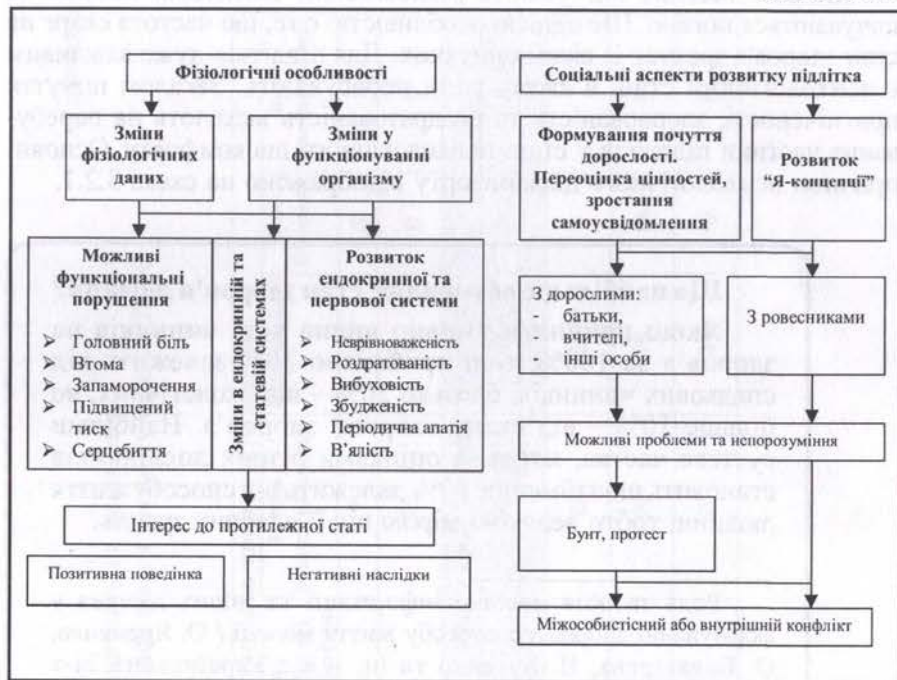 Фізіологічні особливості
Соціальні аспекти розвитку підлітка
Зміни
фізіологічних
даних
Зміни у
функціонуванні
організму
Формування почуття
дорослості.
Переоцінка цінностей,
зростання
самоусвідомлення
Розвиток
“Я-концепції”
Можливі
функціональні
порушення
➢ Головний біль
➢ Втома
➢ Запаморочення
➢ Підвищений
тиск
➢ Серцебиття
Зміни в ендокринній та
статевій системах
Розвиток
ендокринної та
нервової системи
➢ Неврівноваженість
➢ Роздратованість
➢ Вибуховість
➢ Збудженість
➢ Періодична апатія
➢ В’ялість
З дорослими:
- батьки,
- вчителі,
- інші особи
З ровесниками
Можливі проблеми та непорозуміння
Інтерес до протилежної статі
Позитивна поведінка
Негативні наслідки
Бунт, протест
Міжособистісний або внутрішній конфлікт